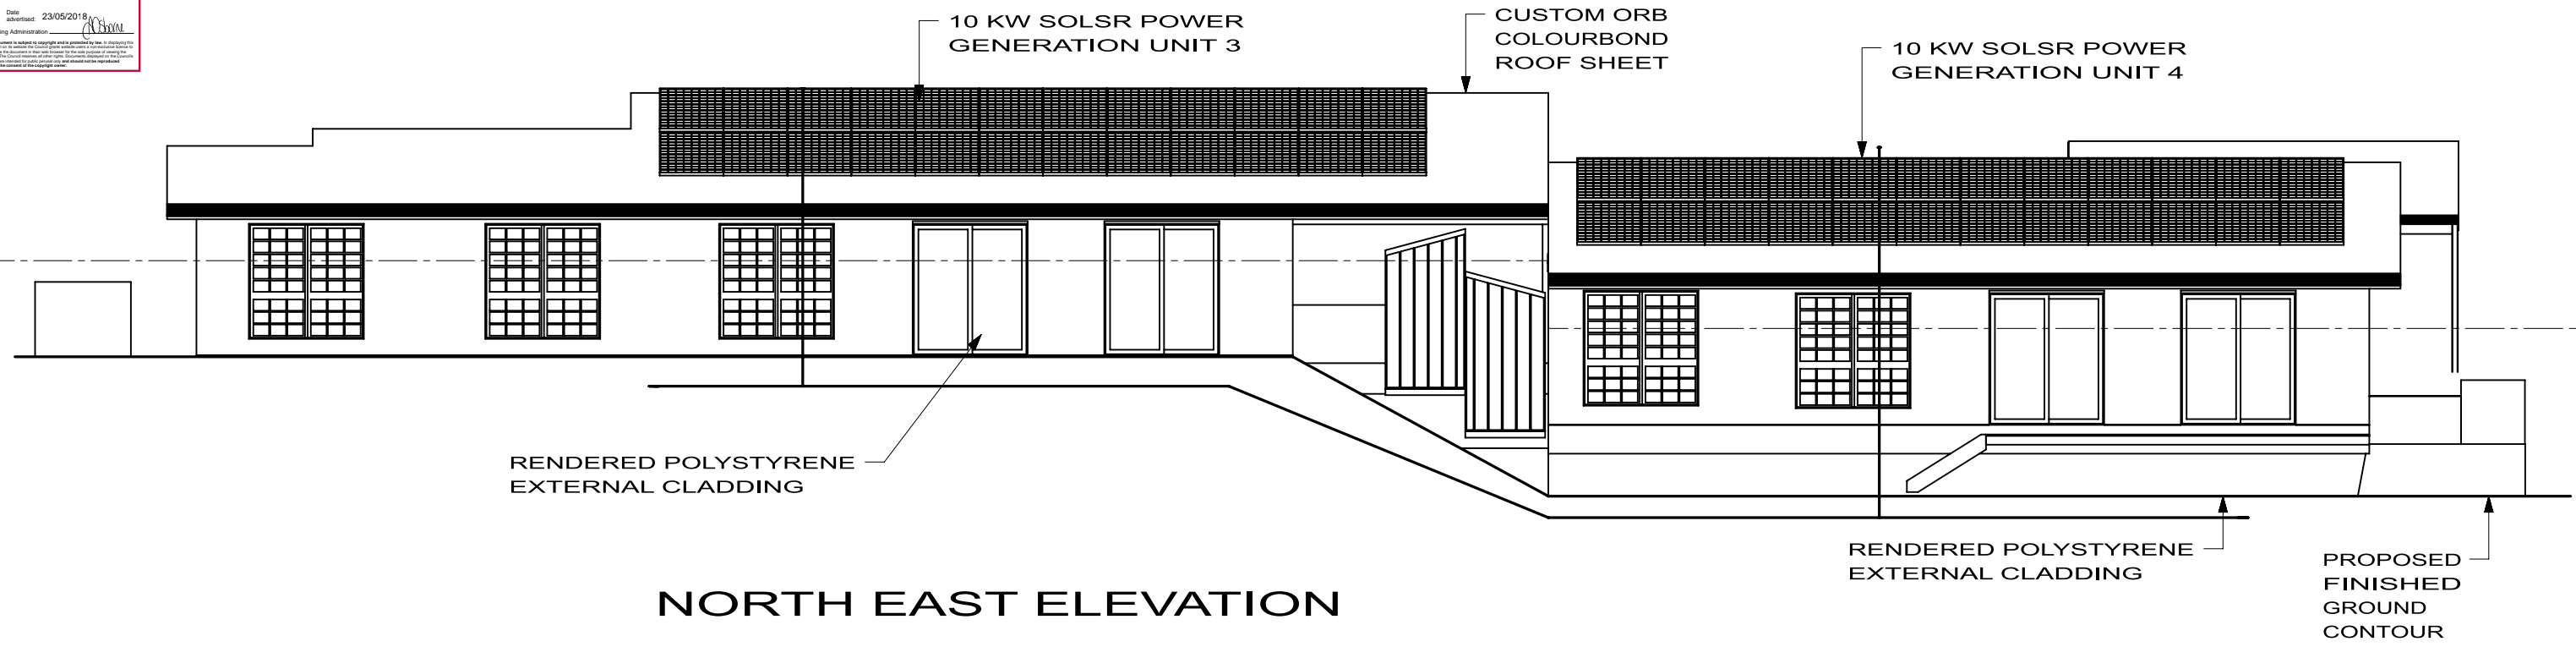 Date
advertised: 23/05/2018
ing Administration
10 KW SOLSR POWER
GENERATION UNIT 3
CUSTOM ORB
COLOURBOND
ROOF SHEET
10 KW SOLSR POWER
GENERATION UNIT 4
RENDERED POLYSTYRENE
EXTERNAL CLADDING
RENDERED POLYSTYRENE
EXTERNAL CLADDING
PROPOSED
FINISHED
GROUND
CONTOUR
NORTH EAST ELEVATION